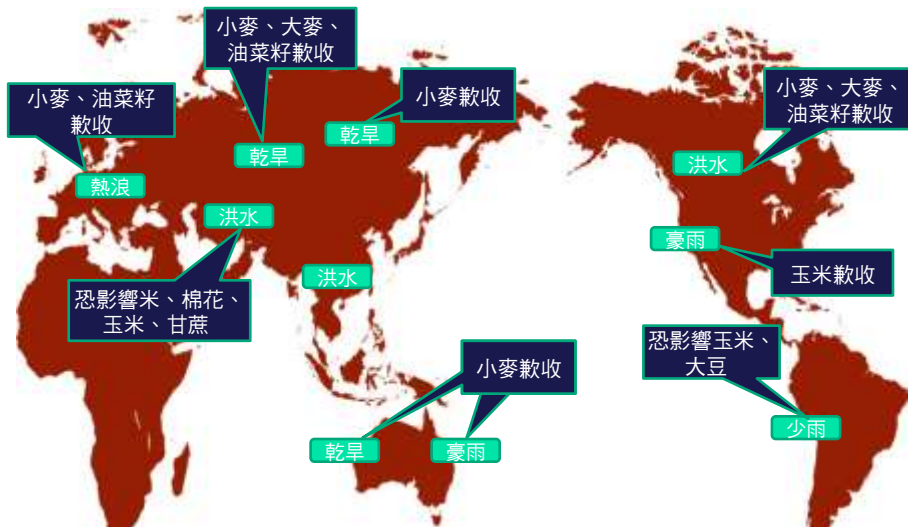 小麥、大麥、
油菜籽歉收
小麥、油菜籽
歉收
小麥歉收
小麥、大麥、
油菜籽歉收
乾旱
乾旱
洪水
熱浪
洪水
豪雨
洪水
玉米歉收
恐影響米、棉花、
玉米、甘蔗
恐影響玉米、
大豆
小麥歉收
少雨
乾旱
豪雨